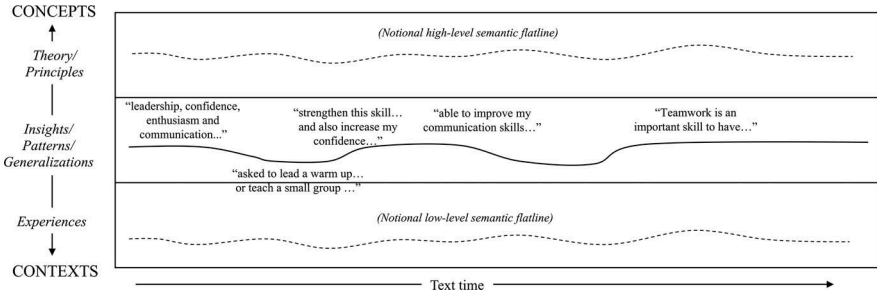 CONCEPTS
Theory/
Principles
Insights/
Patterns/
Generalizations
Experiences
CONTEXTS
(Notional high-level semantic flatline)
“leadership, confidence,
enthusiasm and
communication...”
“strengthen this skill…
and also increase my
confidence…”
“able to improve my
communication skills…”
“Teamwork is an
important skill to have…”
“asked to lead a warm up…
or teach a small group …”
(Notional low-level semantic flatline)
Text time